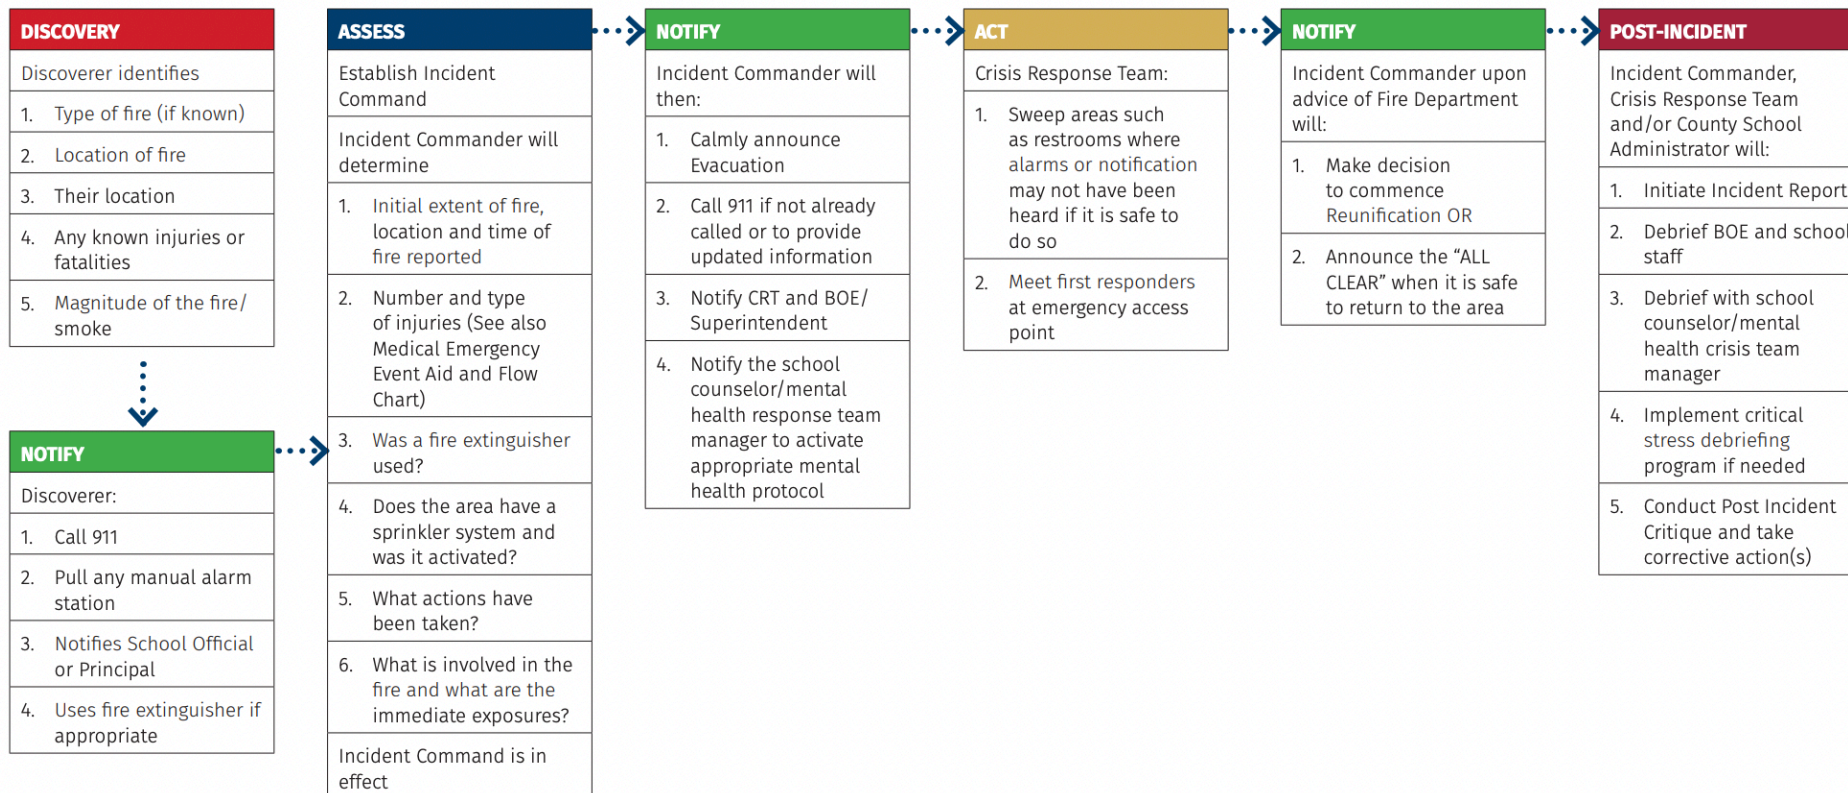 DISCOVERY
Discoverer identifies
1. Type of fire (if known)
2. Location of fire
3. Their location
4. Any known injuries or
fatalities
5. Magnitude of the fire/
smoke
NOTIFY
Discoverer:
1. Call 911
2. Pull any manual alarm
station
3. Notifies School Official
or Principal
4. Uses fire extinguisher if
appropriate
ASSESS
Establish Incident
Command
Incident Commander will
determine
1. Initial extent of fire,
location and time of
fire reported
2. Number and type
of injuries (See also
Medical Emergency
Event Aid and Flow
Chart)
3. Was a fire extinguisher
used?
4. Does the area have a
sprinkler system and
was it activated?
5. What actions have
been taken?
6. What is involved in the
fire and what are the
immediate exposures?
Incident Command is in
effect
NOTIFY
Incident Commander will
then:
1. Calmly announce
Evacuation
2. Call 911 if not already
called or to provide
updated information
3. Notify CRT and BOE/
Superintendent
4. Notify the school
counselor/mental
health response team
manager to activate
appropriate mental
health protocol
ACT
Crisis Response Team:
1. Sweep areas such
as restrooms where
alarms or notification
may not have been
heard if it is safe to
do so
2. Meet first responders
at emergency access
point
NOTIFY
Incident Commander upon
advice of Fire Department
will:
1. Make decision
to commence
Reunification OR
2. Announce the “ALL
CLEAR” when it is safe
to return to the area
POST-INCIDENT
Incident Commander,
Crisis Response Team
and/or County School
Administrator will:
1. Initiate Incident Report
2. Debrief BOE and school
staff
3. Debrief with school
counselor/mental
health crisis team
manager
4. Implement critical
stress debriefing
program if needed
5. Conduct Post Incident
Critique and take
corrective action(s)